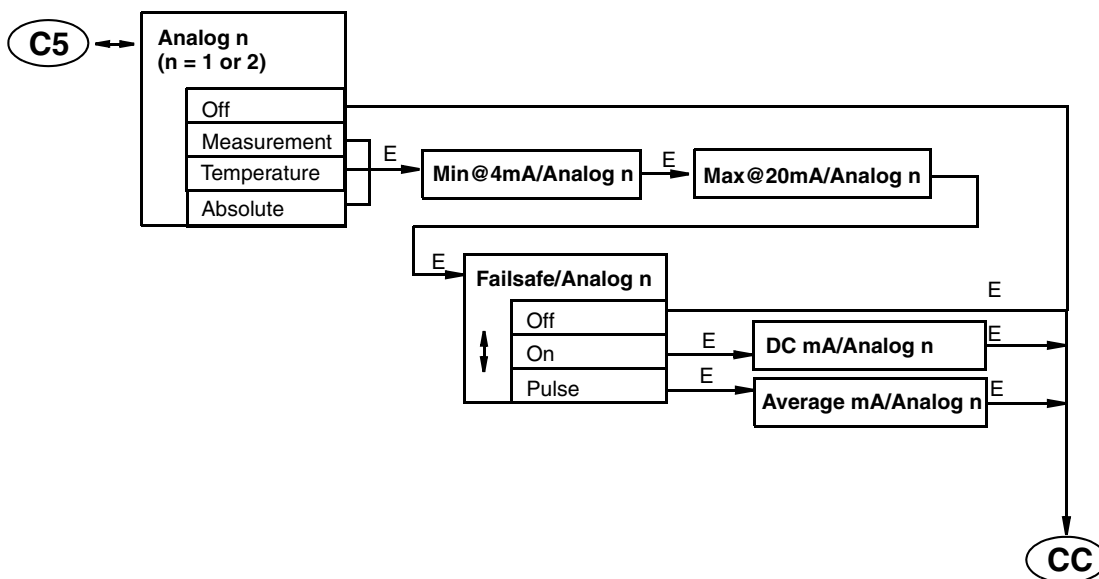 C5
Analog n
(n = 1 or 2)
Off
Measurement
Temperature
Absolute
E
Min@4mA/Analog n
E
Max@20mA/Analog n
E
Failsafe/Analog n
Off
On
Pulse
E
E
DC mA/Analog n
E
E
Average mA/Analog n
E
CC